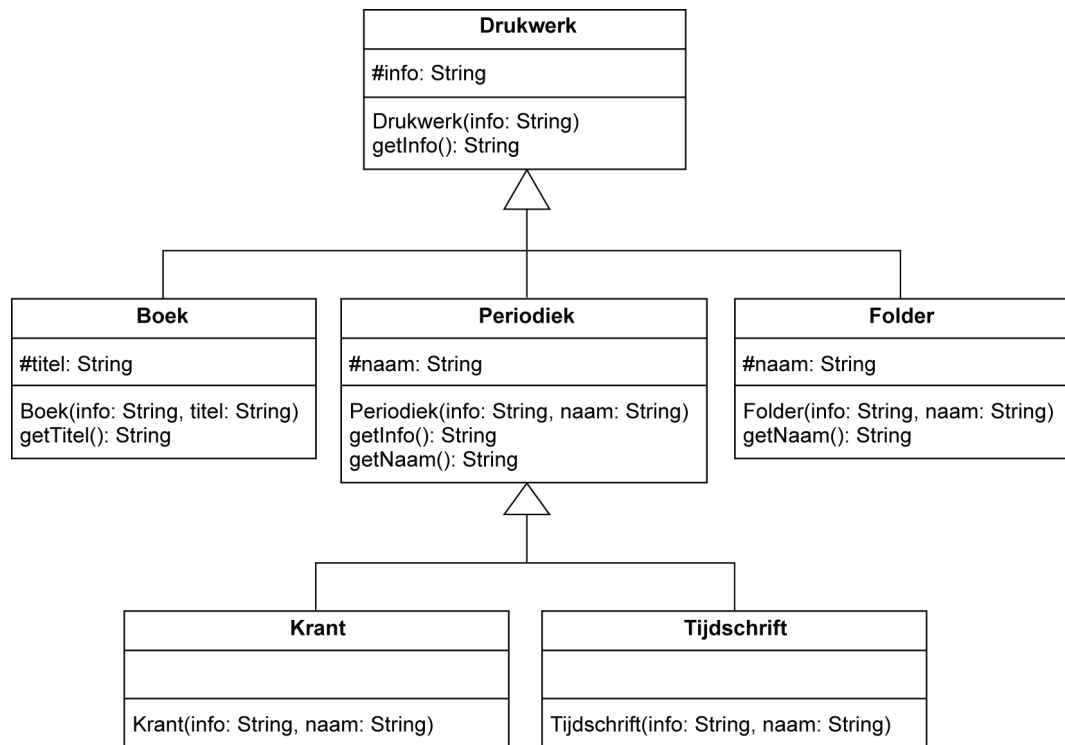 Drukwerk
#info: String
Drukwerk(info: String)
getInfo(): String
Boek
#titel: String
Boek(info: String, titel: String)
getTitel(): String
Periodiek
#naam: String
Periodiek(info: String, naam: String)
getInfo(): String
getNaam(): String
Folder
#naam: String
Folder(info: String, naam: String)
getNaam(): String
Krant
Krant(info: String, naam: String)
Tijdschrift
Tijdschrift(info: String, naam: String)